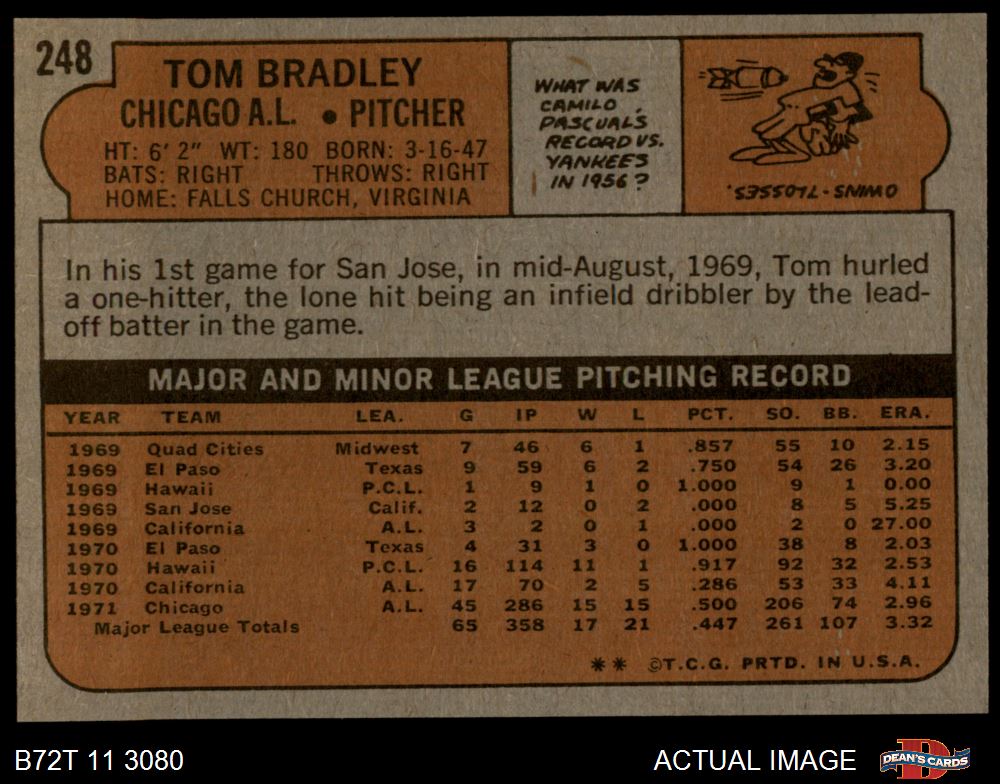 248
TOM BRADLEY
CHICAGO A.L. • PITCHER
HT: 6' 2" WT: 180 BORN: 3-16-47
BATS: RIGHT THROWS: RIGHT
HOME: FALLS CHURCH, VIRGINIA
WHAT WAS
CAMILO
PASCUAL'S
RECORD VS.
YANKEES
IN 1956?
0WINS-7LOSSES.
In his 1st game for San Jose, in mid-August, 1969, Tom hurled
a one-hitter, the lone hit being an infield dribbler by the lead-
off batter in the game.
MAJOR AND MINOR LEAGUE PITCHING RECORD
YEAR TEAM LEA. G IP W L PCT. SO. BB. ERA.
1969 Quad Cities Midwest 7 46 6 1 .857 55 10 2.15
1969 El Paso Texas 9 59 6 2 .750 54 26 3.20
1969 Hawaii P.C.L. 1 9 1 0 1.000 9 1 0.00
1969 San Jose Calif. 2 12 0 2 .000 8 5 5.25
1969 California A.L. 3 2 0 1 .000 2 0 27.00
1970 El Paso Texas 4 31 3 0 1.000 38 8 2.03
1970 Hawaii P.C.L. 16 114 11 1 .917 92 32 2.53
1970 California A.L. 17 70 2 5 .286 53 33 4.11
1971 Chicago A.L. 45 286 15 15 .500 206 74 2.96
Major League Totals 65 358 17 21 .447 261 107 3.32
** ©T.C.G. PRTD. IN U.S.A.
B72T 11 3080 ACTUAL IMAGE
D
DEAN'S CARDS